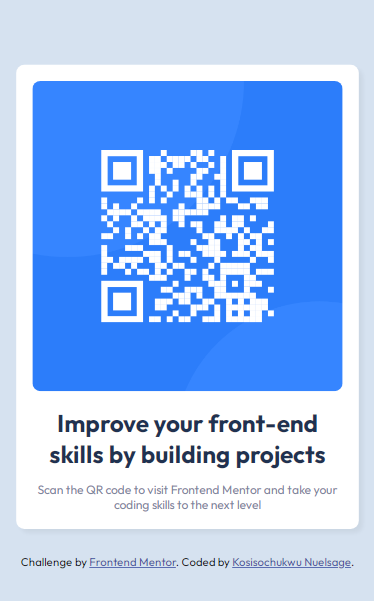 Improve your front-end
skills by building projects
Scan the QR code to visit Frontend Mentor and take your
coding skills to the next level
Challenge by Frontend Mentor. Coded by Kosisochukwu Nuelsage.